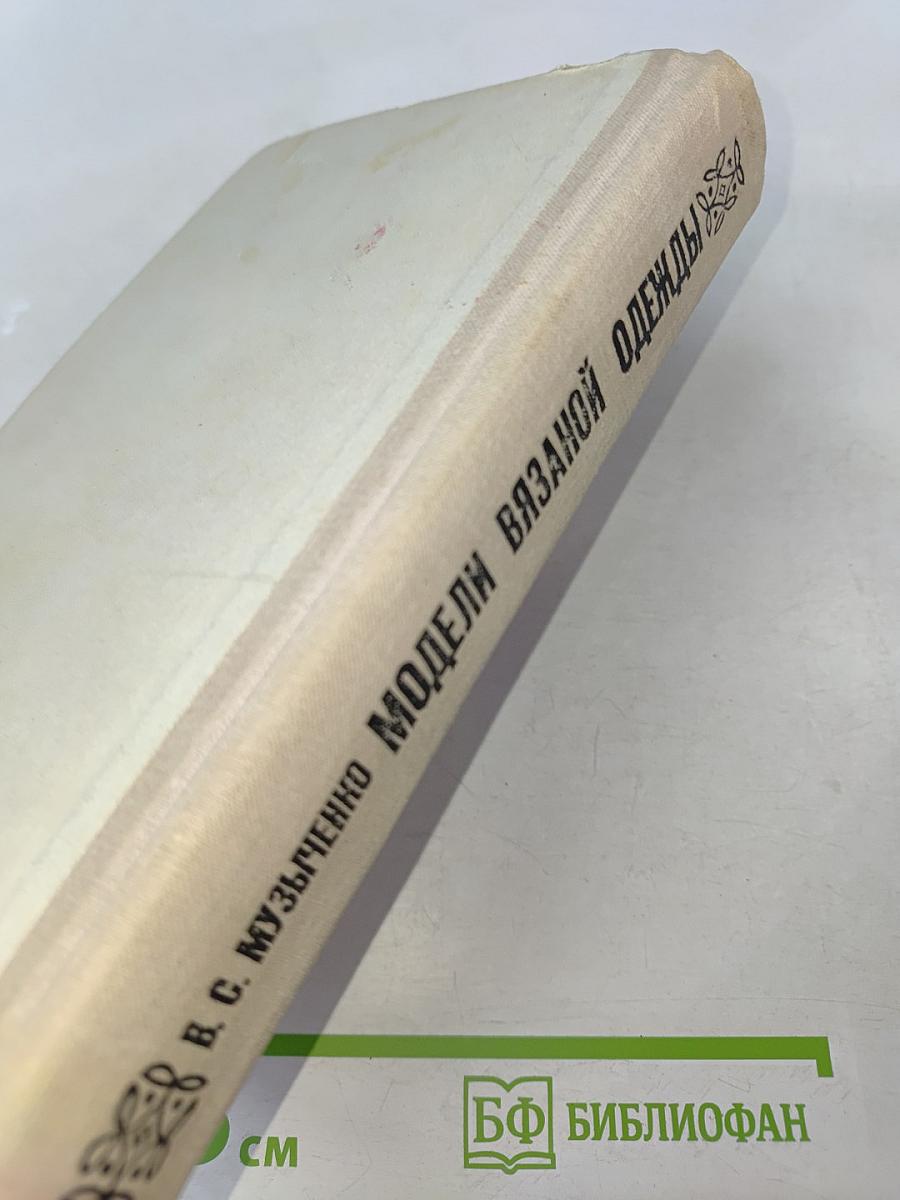 В. С. МУЗЫЧЕНКО МОДЕЛИ ВЯЗАНОЙ ОДЕЖДЫ
см
БФ БИБЛИОФАН